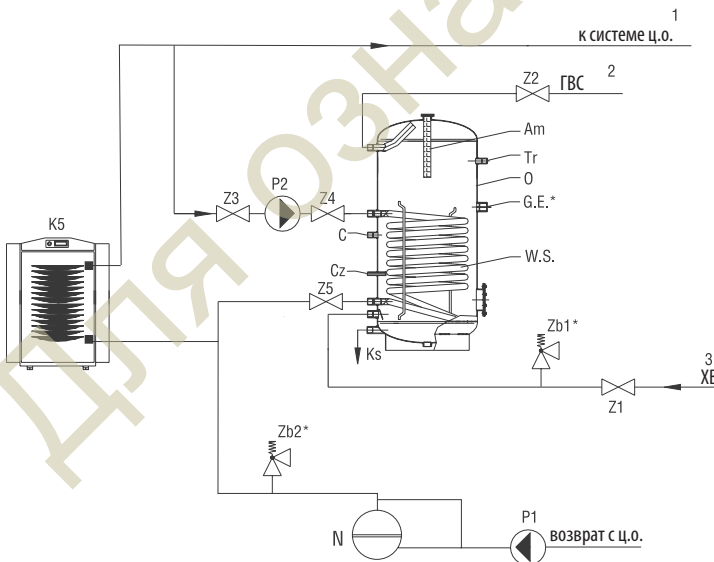 1
к системе ц.о.
2
Z2
ГВС
Am
Tr
O
G.E.*
P2
Z3
Z4
K5
C
W.S.
Cz
Z5
Zb1*
3
Ks
Z1
Zb2*
P1
N
возврат с ц.о.
Для озна